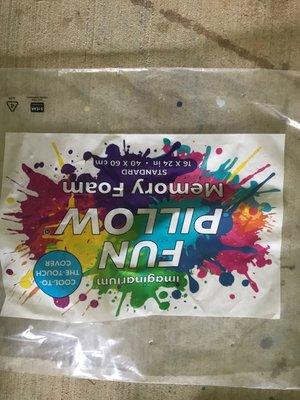 imaginarium
FUN
PILLOW
Memory Foam
STANDARD
16 X 24 in • 40 X 60 cm
COOL-TO-
THE-TOUCH
COVER